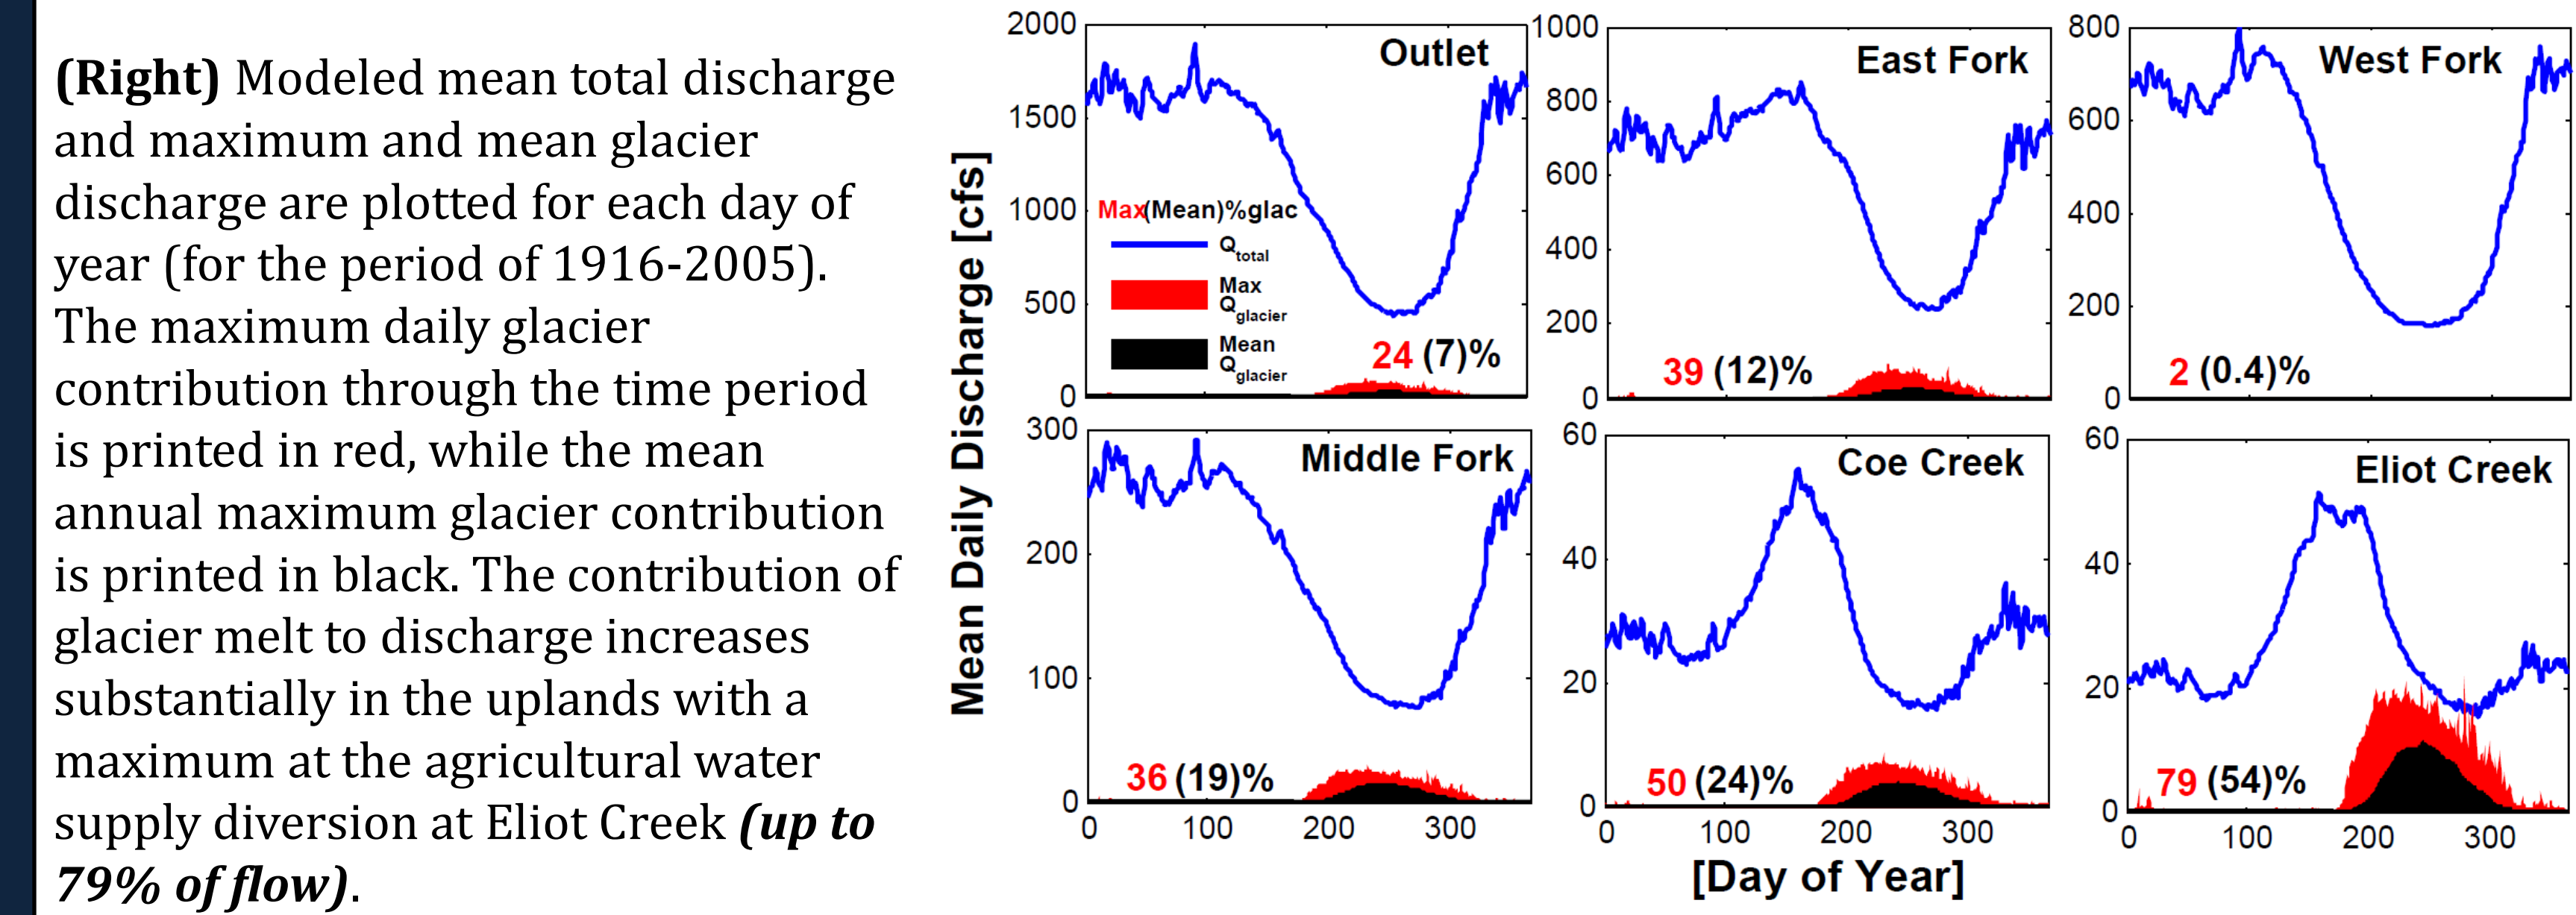 (Right) Modeled mean total discharge
and maximum and mean glacier
discharge are plotted for each day of
year (for the period of 1916-2005).
The maximum daily glacier
contribution through the time period
is printed in red, while the mean
annual maximum glacier contribution
is printed in black. The contribution of
glacier melt to discharge increases
substantially in the uplands with a
maximum at the agricultural water
supply diversion at Eliot Creek (up to
79% of flow).
Mean Daily Discharge [cfs]
2000
1500
1000
500
0
Outlet
Max(Mean)%glac
Qtotal
Max
Qglacier
Mean
Qglacier
24 (7)%
1000
800
600
400
200
0
East Fork
39 (12)%
800
600
400
200
0
West Fork
2 (0.4)%
300
200
100
0
Middle Fork
36 (19)%
0 100 200 300
60
40
20
0
Coe Creek
50 (24)%
0 100 200 300
60
40
20
0
Eliot Creek
79 (54)%
0 100 200 300
[Day of Year]